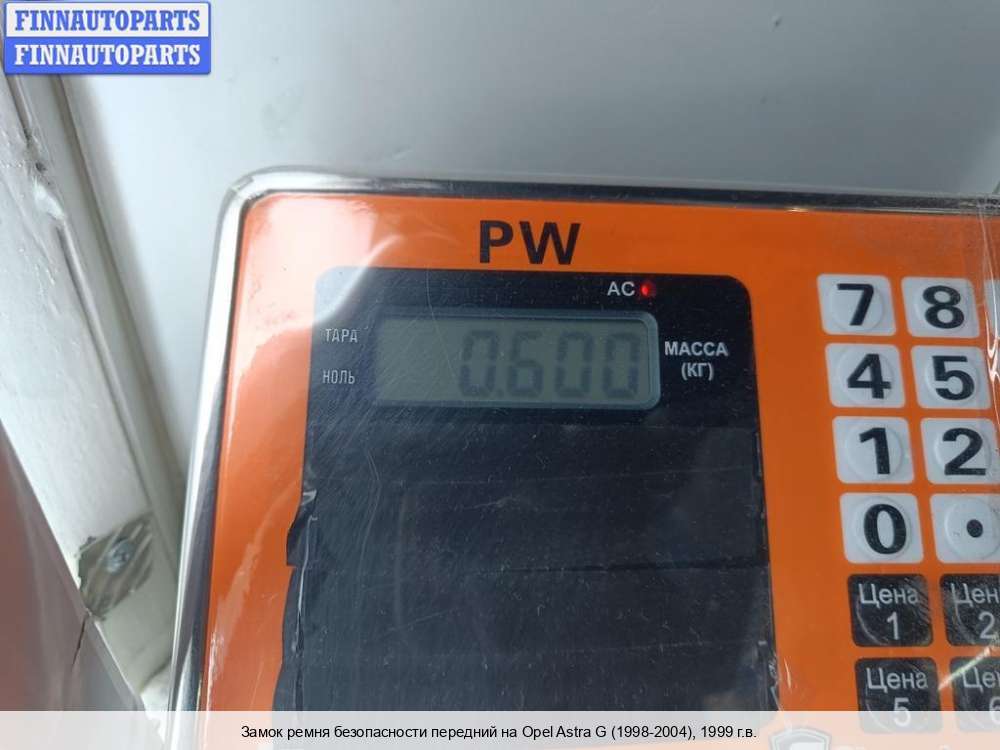 FINNAUTOPARTS
FINNAUTOPARTS
PW
AC
ТАРА
0.600
МАССА
(КГ)
НОЛЬ
7 8
4 5
1 2
0 •
Цена
1
2
Цена
5
Замок ремня безопасности передний на Opel Astra G (1998-2004), 1999 г.в.